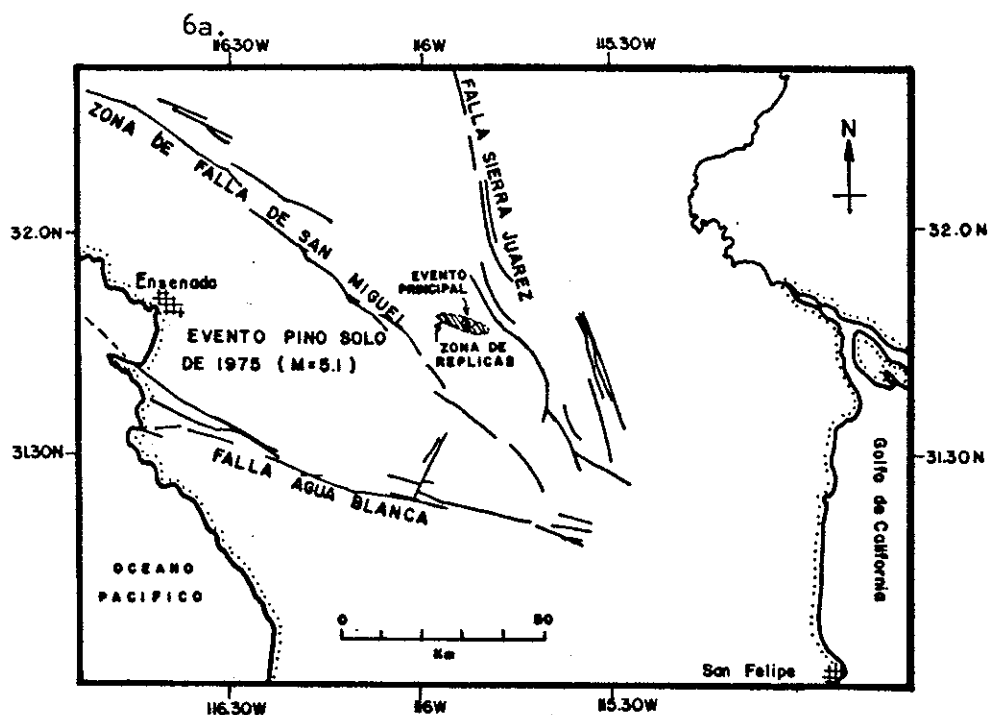 6a.
116.30W
116W
115.30W
ZONA DE FALLA DE SAN MIGUEL
FALLA SIERRA JUAREZ
N
32.0N
32.0N
Ensenada
EVENTO
PRINCIPAL
EVENTO PINO SOLO
DE 1975 (M=5.1)
ZONA DE
REPLICAS
31.30N
31.30N
FALLA AGUA BLANCA
Golfo de California
OCEANO
PACIFICO
0
50
Km
San Felipe
116.30W
116W
115.30W